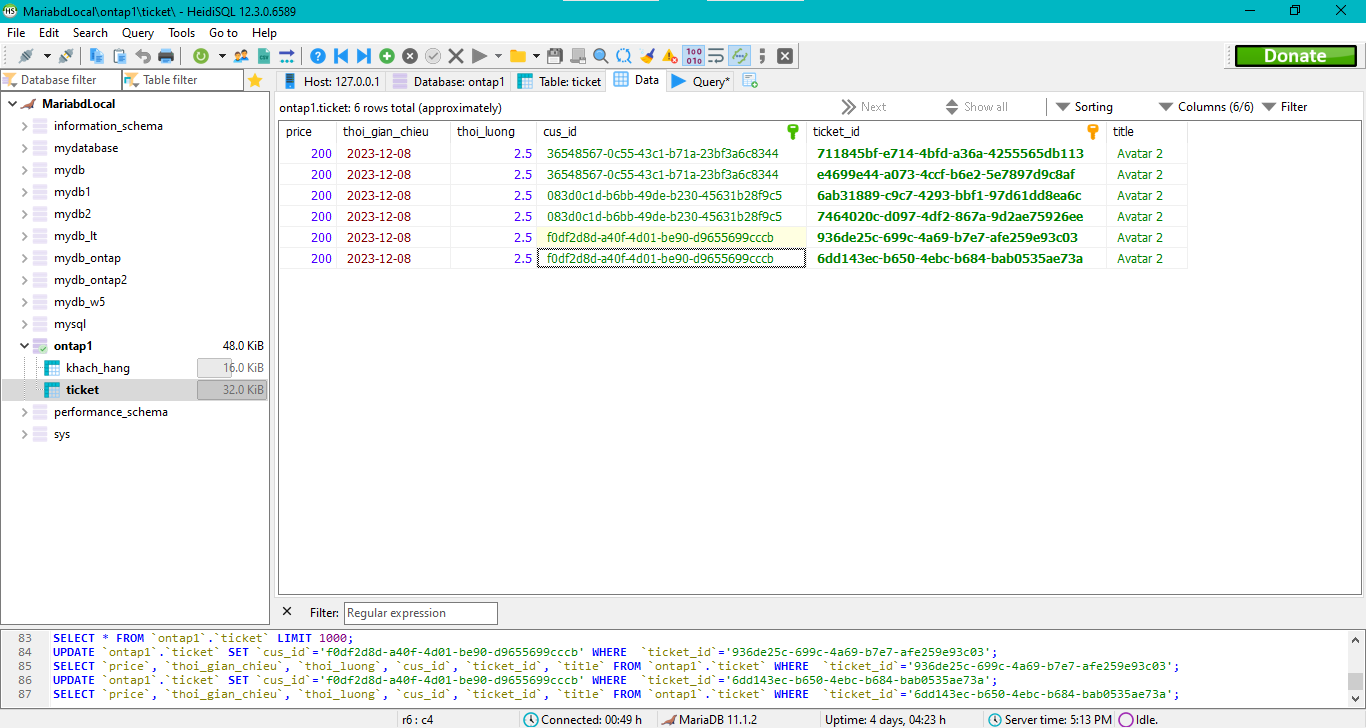 MariabdLocal\ontap1\ticket\ - HeidiSQL 12.3.0.6589
File Edit Search Query Tools Go to Help
Donate
Database filter Table filter
Host: 127.0.0.1 Database: ontap1 Table: ticket Data Query*
MariabdLocal
information_schema
mydatabase
mydb
mydb1
mydb2
mydb_lt
mydb_ontap
mydb_ontap2
mydb_w5
mysql
ontap1 48.0 KiB
khach_hang 16.0 KiB
ticket 32.0 KiB
performance_schema
sys
ontap1.ticket: 6 rows total (approximately) Next Show all Sorting Columns (6/6) Filter
price thoi_gian_chieu thoi_luong cus_id ticket_id title
200 2023-12-08 2.5 36548567-0c55-43c1-b71a-23bf3a6c8344 711845bf-e714-4bfd-a36a-4255565db113 Avatar 2
200 2023-12-08 2.5 36548567-0c55-43c1-b71a-23bf3a6c8344 e4699e44-a073-4ccf-b6e2-5e7897d9c8af Avatar 2
200 2023-12-08 2.5 083d0c1d-b6bb-49de-b230-45631b28f9c5 6ab31889-c9c7-4293-bbf1-97d61dd8ea6c Avatar 2
200 2023-12-08 2.5 083d0c1d-b6bb-49de-b230-45631b28f9c5 7464020c-d097-4df2-867a-9d2ae75926ee Avatar 2
200 2023-12-08 2.5 f0df2d8d-a40f-4d01-be90-d9655699cccb 936de25c-699c-4a69-b7e7-afe259e93c03 Avatar 2
200 2023-12-08 2.5 f0df2d8d-a40f-4d01-be90-d9655699cccb 6dd143ec-b650-4ebc-b684-bab0535ae73a Avatar 2
Filter: Regular expression
83 SELECT * FROM `ontap1`.`ticket` LIMIT 1000;
84 UPDATE `ontap1`.`ticket` SET `cus_id`='f0df2d8d-a40f-4d01-be90-d9655699cccb' WHERE `ticket_id`='936de25c-699c-4a69-b7e7-afe259e93c03';
85 SELECT `price`, `thoi_gian_chieu`, `thoi_luong`, `cus_id`, `ticket_id`, `title` FROM `ontap1`.`ticket` WHERE `ticket_id`='936de25c-699c-4a69-b7e7-afe259e93c03';
86 UPDATE `ontap1`.`ticket` SET `cus_id`='f0df2d8d-a40f-4d01-be90-d9655699cccb' WHERE `ticket_id`='6dd143ec-b650-4ebc-b684-bab0535ae73a';
87 SELECT `price`, `thoi_gian_chieu`, `thoi_luong`, `cus_id`, `ticket_id`, `title` FROM `ontap1`.`ticket` WHERE `ticket_id`='6dd143ec-b650-4ebc-b684-bab0535ae73a';
r6 : c4 Connected: 00:49 h MariaDB 11.1.2 Uptime: 4 days, 04:23 h Server time: 5:13 PM Idle.